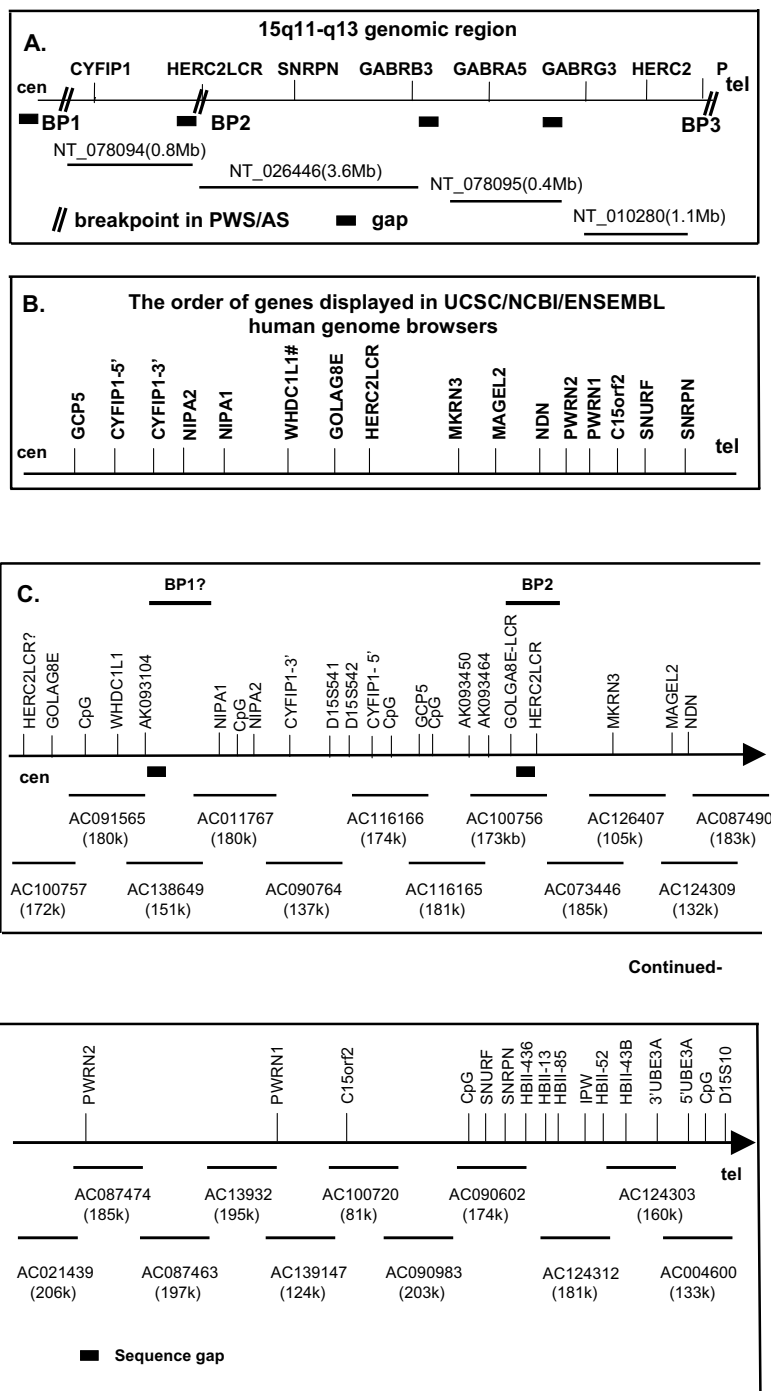 A.
15q11-q13 genomic region
CYFIP1 HERC2LCR SNRPN GABRB3 GABRA5 GABRG3 HERC2 P
cen tel
BP1 BP2 BP3
NT_078094(0.8Mb)
NT_026446(3.6Mb)
NT_078095(0.4Mb)
NT_010280(1.1Mb)
// breakpoint in PWS/AS gap
B.
The order of genes displayed in UCSC/NCBI/ENSEMBL
human genome browsers
GCP5
CYFIP1-5’
CYFIP1-3’
NIPA2
NIPA1
WHDC1L1#
GOLAG8E
HERC2LCR
MKRN3
MAGEL2
NDN
PWRN2
PWRN1
C15orf2
SNURF
SNRPN
cen tel
C.
BP1? BP2
HERC2LCR?
GOLAG8E
CpG
WHDC1L1
AK093104
NIPA1
CpG
NIPA2
CYFIP1-3’
D15S541
D15S542
CYFIP1- 5’
CpG
GCP5
CpG
AK093450
AK093464
GOLGA8E-LCR
HERC2LCR
MKRN3
MAGEL2
NDN
cen
AC091565 AC011767 AC116166 AC100756 AC126407 AC087490
(180k) (180k) (174k) (173kb) (105k) (183k)
AC100757 AC138649 AC090764 AC116165 AC073446 AC124309
(172k) (151k) (137k) (181k) (185k) (132k)
Continued-
PWRN2
PWRN1
C15orf2
CpG
SNURF
SNRPN
HBII-436
HBII-13
HBII-85
IPW
HBII-52
HBII-43B
3’UBE3A
5’UBE3A
CpG
D15S10
tel
AC087474 AC13932 AC100720 AC090602 AC124303
(185k) (195k) (81k) (174k) (160k)
AC021439 AC087463 AC139147 AC090983 AC124312 AC004600
(206k) (197k) (124k) (203k) (181k) (133k)
Sequence gap